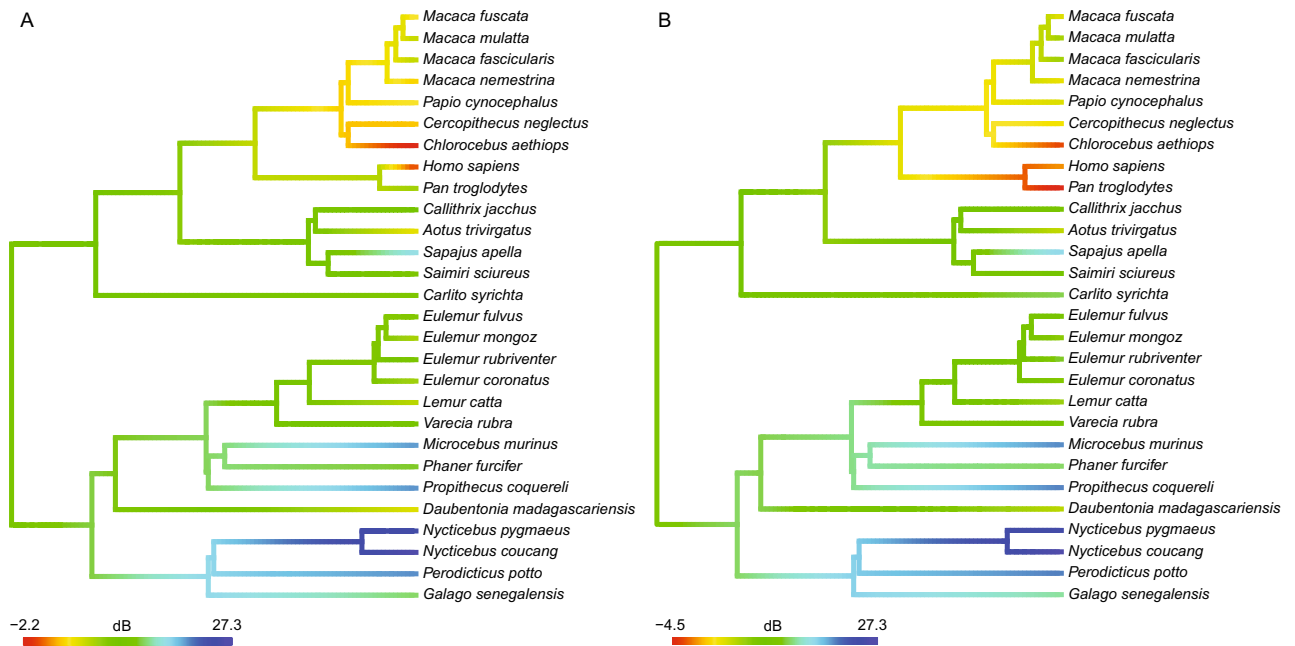 A
Macaca fuscata
Macaca mulatta
Macaca fascicularis
Macaca nemestrina
Papio cynocephalus
Cercopithecus neglectus
Chlorocebus aethiops
Homo sapiens
Pan troglodytes
Callithrix jacchus
Aotus trivirgatus
Sapajus apella
Saimiri sciureus
Carlito syrichta
Eulemur fulvus
Eulemur mongoz
Eulemur rubriventer
Eulemur coronatus
Lemur catta
Varecia rubra
Microcebus murinus
Phaner furcifer
Propithecus coquereli
Daubentonia madagascariensis
Nycticebus pygmaeus
Nycticebus coucang
Perodicticus potto
Galago senegalensis
−2.2 dB 27.3
B
Macaca fuscata
Macaca mulatta
Macaca fascicularis
Macaca nemestrina
Papio cynocephalus
Cercopithecus neglectus
Chlorocebus aethiops
Homo sapiens
Pan troglodytes
Callithrix jacchus
Aotus trivirgatus
Sapajus apella
Saimiri sciureus
Carlito syrichta
Eulemur fulvus
Eulemur mongoz
Eulemur rubriventer
Eulemur coronatus
Lemur catta
Varecia rubra
Microcebus murinus
Phaner furcifer
Propithecus coquereli
Daubentonia madagascariensis
Nycticebus pygmaeus
Nycticebus coucang
Perodicticus potto
Galago senegalensis
−4.5 dB 27.3